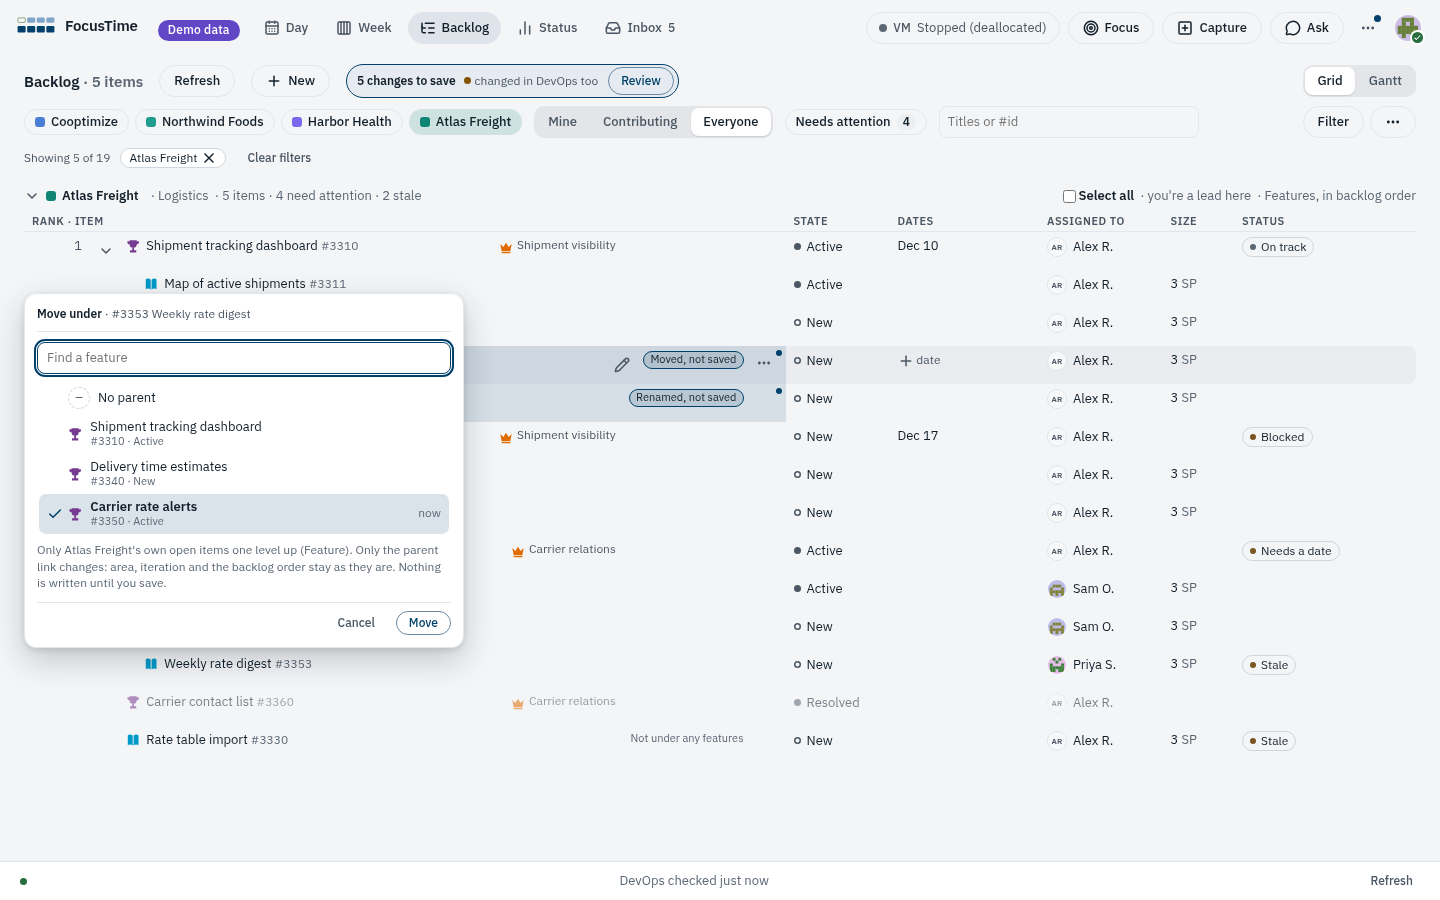 FocusTime
Demo data
Day
Week
Backlog
Status
Inbox 5
VM Stopped (deallocated)
Focus
Capture
Ask
Backlog · 5 items
Refresh
New
5 changes to save
changed in DevOps too
Review
Grid
Gantt
Cooptimize
Northwind Foods
Harbor Health
Atlas Freight
Mine
Contributing
Everyone
Needs attention 4
Titles or #id
Filter
Showing 5 of 19
Atlas Freight
Clear filters
Atlas Freight · Logistics · 5 items · 4 need attention · 2 stale
Select all · you're a lead here · Features, in backlog order
RANK · ITEM STATE DATES ASSIGNED TO SIZE STATUS
1 Shipment tracking dashboard #3310 Shipment visibility Active Dec 10 AR Alex R. On track
Map of active shipments #3311 Active AR Alex R. 3 SP
New AR Alex R. 3 SP
Moved, not saved New date AR Alex R. 3 SP
Renamed, not saved New AR Alex R. 3 SP
Shipment visibility New Dec 17 AR Alex R. Blocked
New AR Alex R. 3 SP
New AR Alex R. 3 SP
Carrier relations Active AR Alex R. Needs a date
Active Sam O. 3 SP
New Sam O. 3 SP
Weekly rate digest #3353 New Priya S. 3 SP Stale
Carrier contact list #3360 Carrier relations Resolved AR Alex R.
Rate table import #3330 Not under any features New AR Alex R. 3 SP Stale
Move under · #3353 Weekly rate digest
Find a feature
No parent
Shipment tracking dashboard
#3310 · Active
Delivery time estimates
#3340 · New
Carrier rate alerts
#3350 · Active
now
Only Atlas Freight's own open items one level up (Feature). Only the parent
link changes: area, iteration and the backlog order stay as they are. Nothing
is written until you save.
Cancel
Move
DevOps checked just now
Refresh